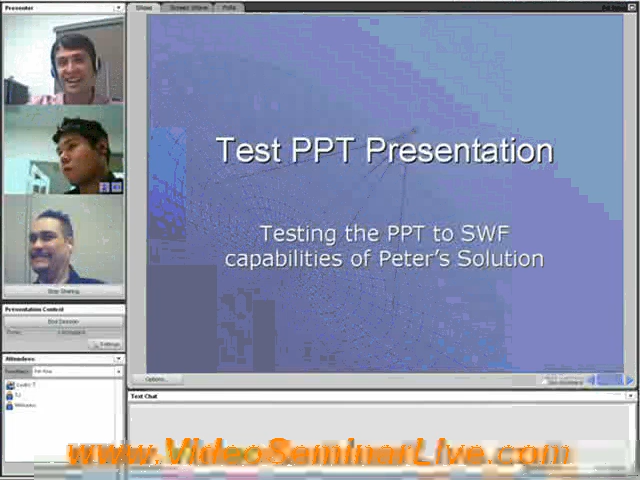 Presenter
Slides Screen Share Polls
Test PPT Presentation
Testing the PPT to SWF
capabilities of Peter's Solution
Stop Sharing
Presentation Control
End Session
Settings
Options
Attendees
Text Chat
www.VideoSeminarLive.com